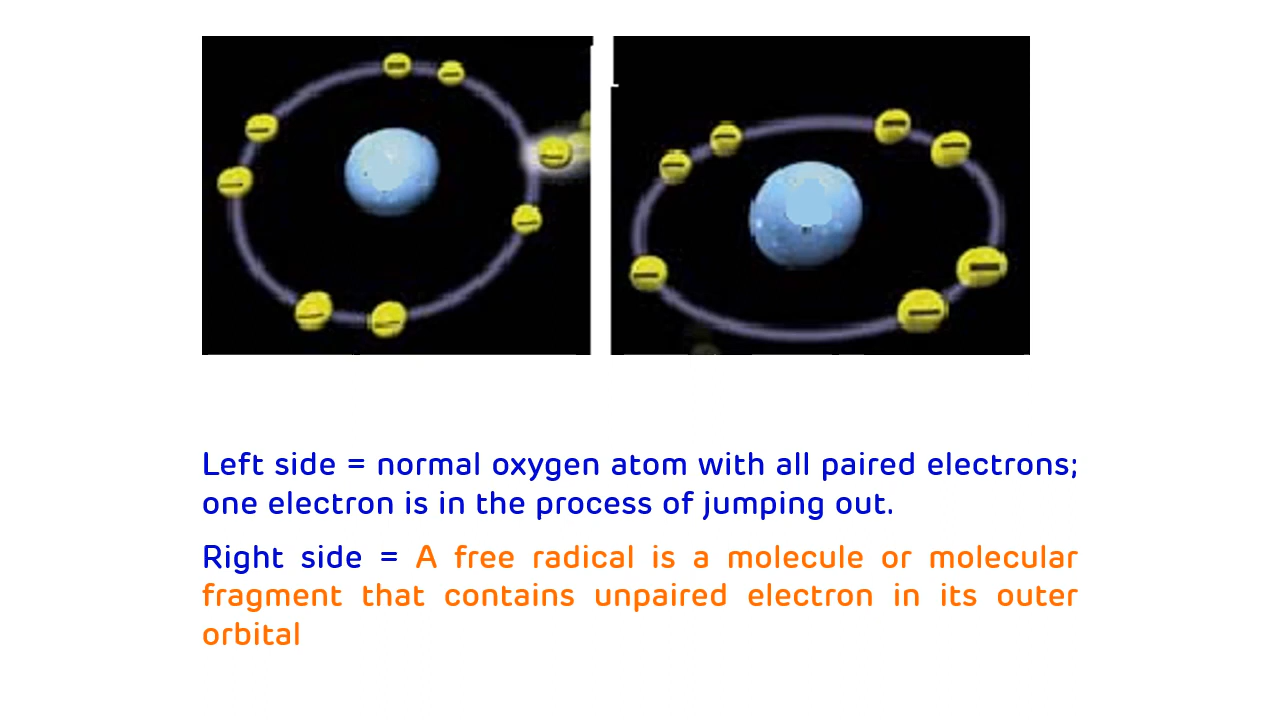 Left side = normal oxygen atom with all paired electrons;
one electron is in the process of jumping out.
Right side = A free radical is a molecule or molecular
fragment that contains unpaired electron in its outer
orbital